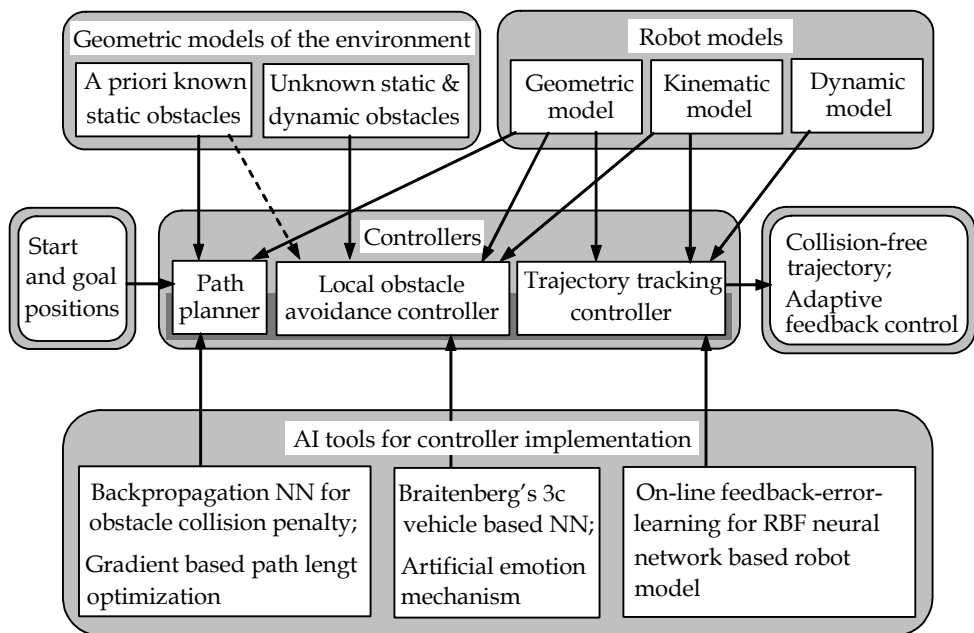 Geometric models of the environment
A priori known
static obstacles
Unknown static &
dynamic obstacles
Robot models
Geometric
model
Kinematic
model
Dynamic
model
Start
and goal
positions
Controllers
Path
planner
Local obstacle
avoidance controller
Trajectory tracking
controller
Collision-free
trajectory;
Adaptive
feedback control
AI tools for controller implementation
Backpropagation NN for
obstacle collision penalty;
Gradient based path lengt
optimization
Braitenberg's 3c
vehicle based NN;
Artificial emotion
mechanism
On-line feedback-error-
learning for RBF neural
network based robot
model